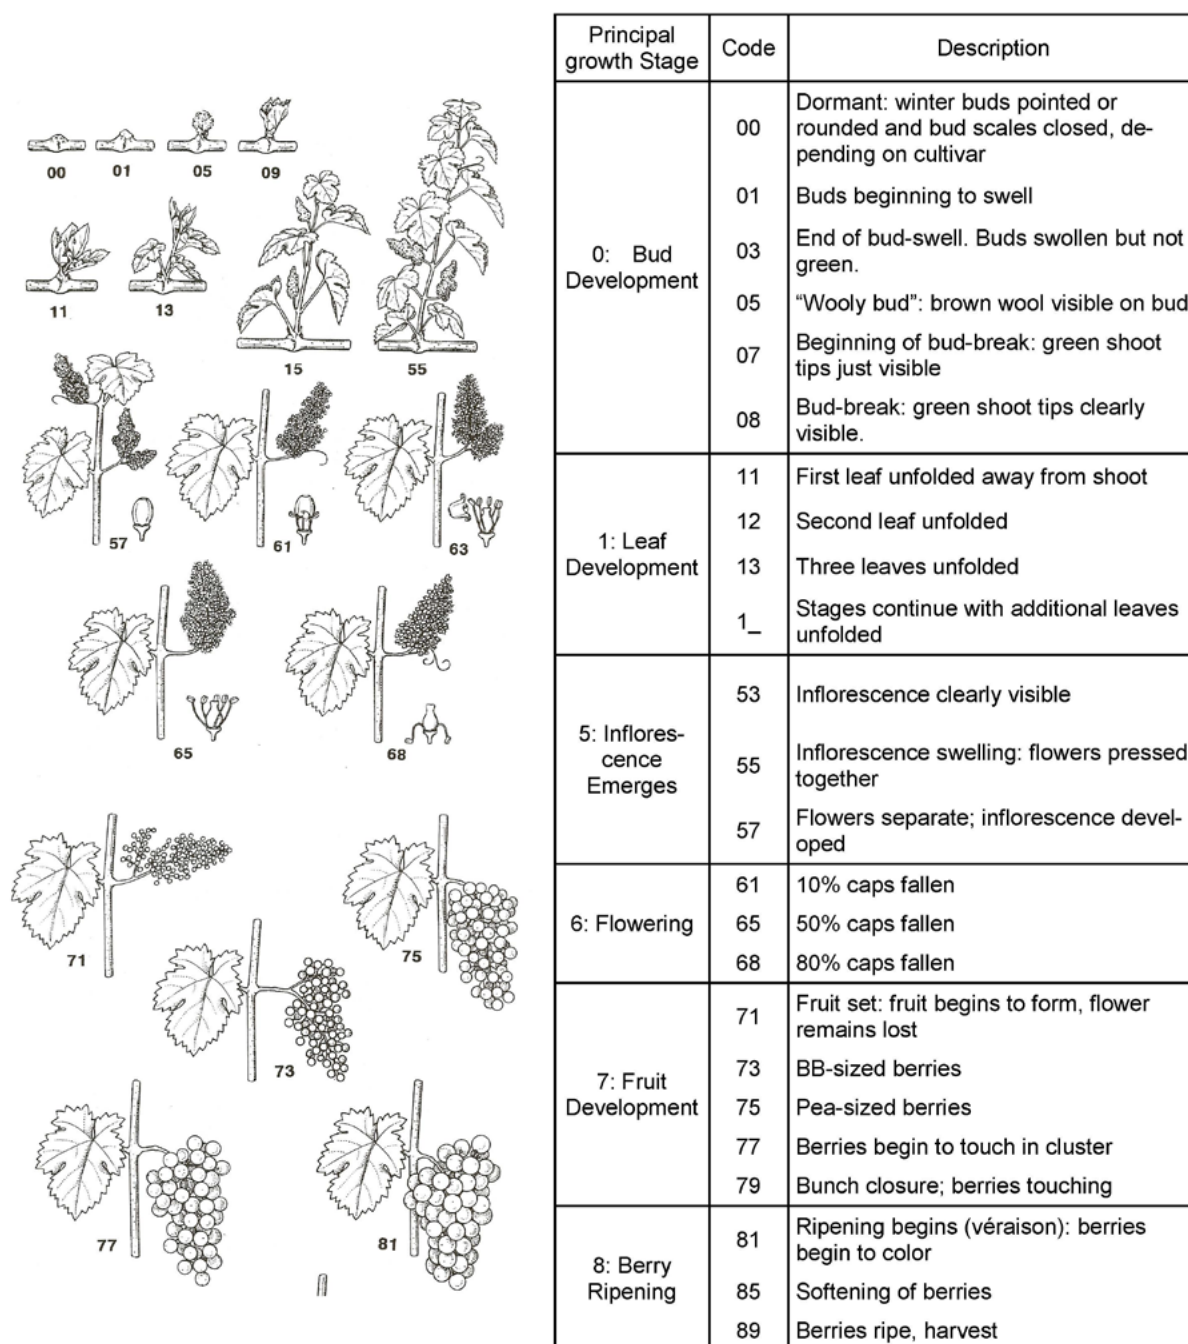 00
01
05
09
11
13
15
55
57
61
63
65
68
71
75
73
77
81
Principal
growth Stage
Code
Description
0: Bud
Development
00
Dormant: winter buds pointed or
rounded and bud scales closed, de-
pending on cultivar
01
Buds beginning to swell
03
End of bud-swell. Buds swollen but not
green.
05
“Wooly bud”: brown wool visible on bud
07
Beginning of bud-break: green shoot
tips just visible
08
Bud-break: green shoot tips clearly
visible.
1: Leaf
Development
11
First leaf unfolded away from shoot
12
Second leaf unfolded
13
Three leaves unfolded
1_
Stages continue with additional leaves
unfolded
5: Inflores-
cence
Emerges
53
Inflorescence clearly visible
55
Inflorescence swelling: flowers pressed
together
57
Flowers separate; inflorescence devel-
oped
6: Flowering
61
10% caps fallen
65
50% caps fallen
68
80% caps fallen
7: Fruit
Development
71
Fruit set: fruit begins to form, flower
remains lost
73
BB-sized berries
75
Pea-sized berries
77
Berries begin to touch in cluster
79
Bunch closure; berries touching
8: Berry
Ripening
81
Ripening begins (véraison): berries
begin to color
85
Softening of berries
89
Berries ripe, harvest